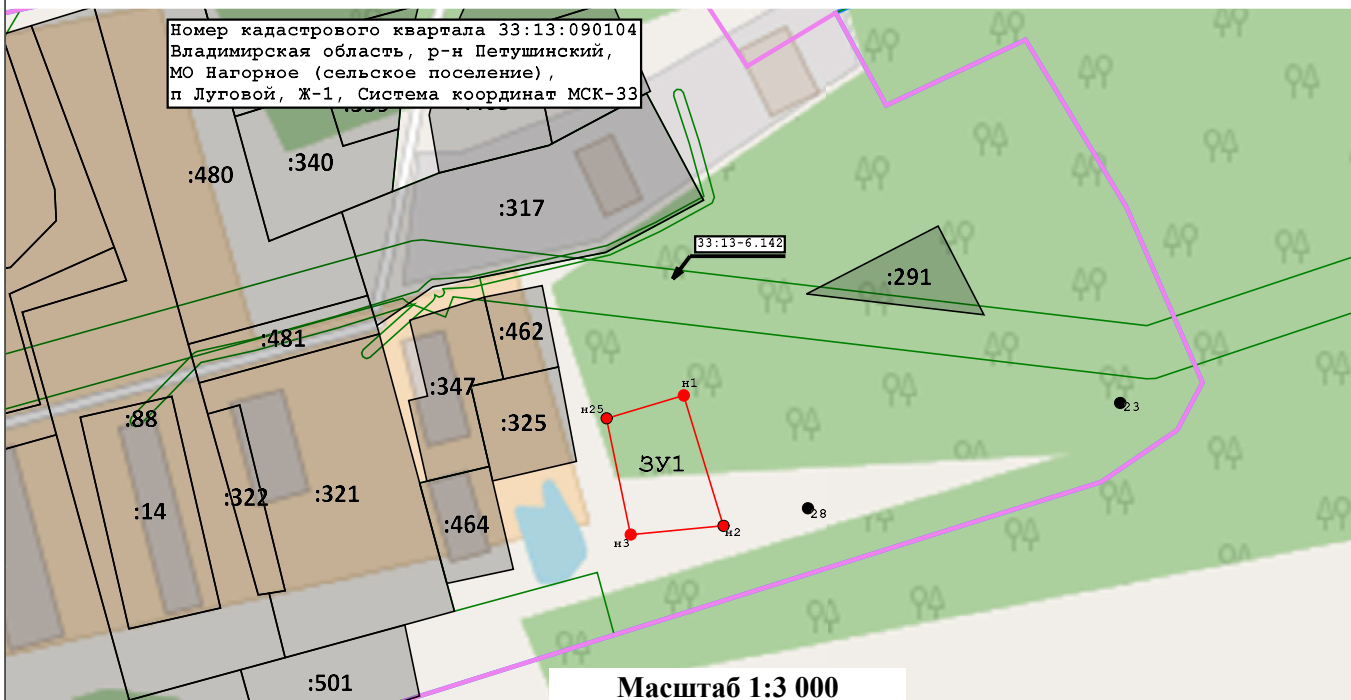 Номер кадастрового квартала 33:13:090104
Владимирская область, р-н Петушинский,
МО Нагорное (сельское поселение),
п Луговой, Ж-1, Система координат МСК-33
:340
:480
:317
33:13-6.142
:291
:462
:481
:347
н1
23
н25
:88
:325
ЗУ1
:322
:321
:14
28
:464
н2
н3
:501
Масштаб 1:3 000